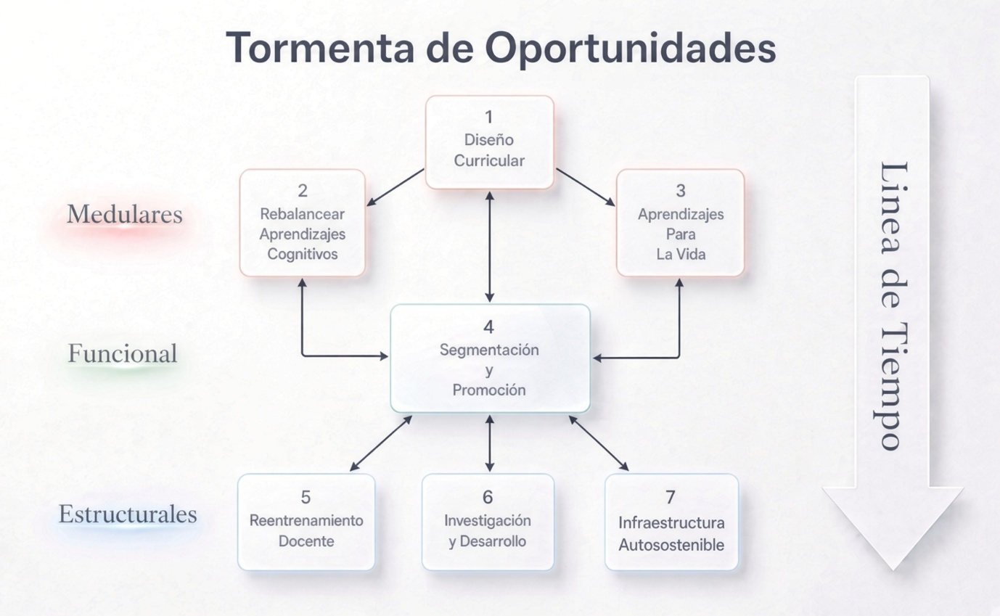 Tormenta de Oportunidades
1
Diseño
Curricular
Medulares
2
Rebalancear
Aprendizajes
Cognitivos
3
Aprendizajes
Para
La Vida
Funcional
4
Segmentación
y
Promoción
Estructurales
5
Reentrenamiento
Docente
6
Investigación
y Desarrollo
7
Infraestructura
Autosostenible
Linea de Tiempo